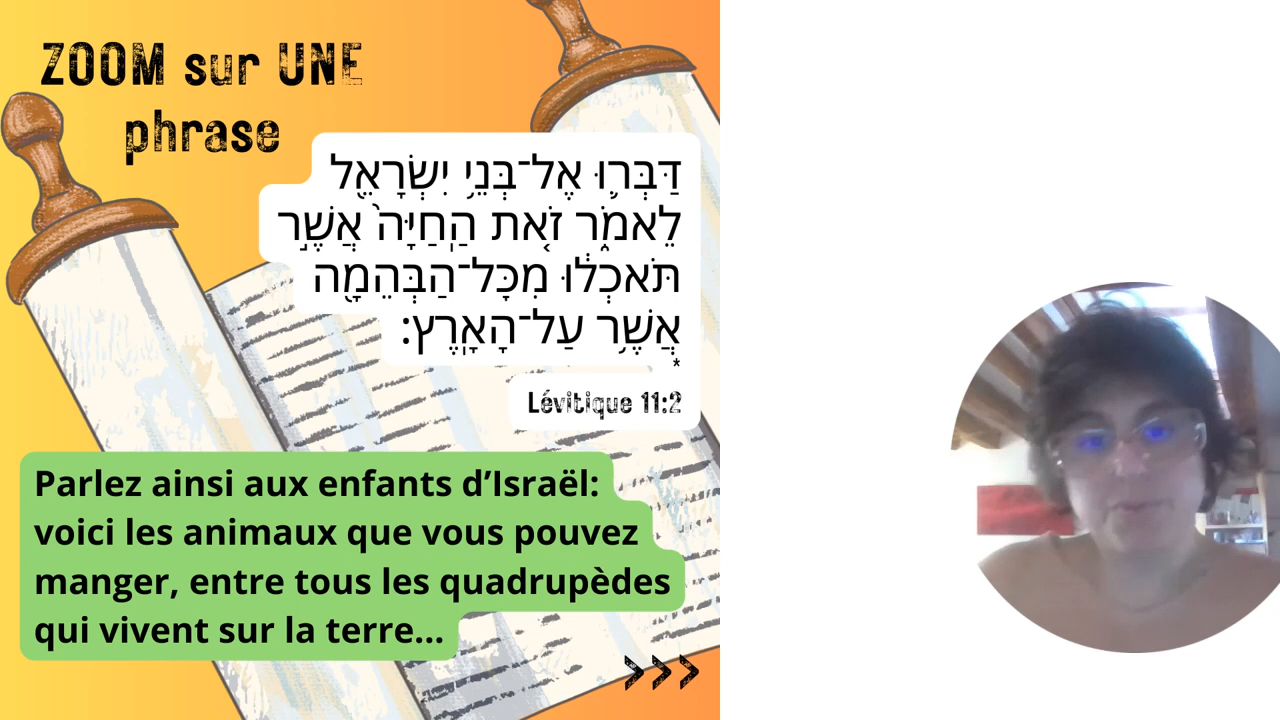 ZOOM sur UNE
phrase
דַּבְּר֛וּ אֶל־בְּנֵ֥י יִשְׂרָאֵ֖ל
לֵאמֹ֑ר זֹ֤את הַֽחַיָּה֙ אֲשֶׁ֣ר
תֹּאכְל֔וּ מִכׇּל־הַבְּהֵמָ֖ה
אֲשֶׁ֥ר עַל־הָאָֽרֶץ׃
*
Lévitique 11:2
Parlez ainsi aux enfants d’Israël:
voici les animaux que vous pouvez
manger, entre tous les quadrupèdes
qui vivent sur la terre...
>>>